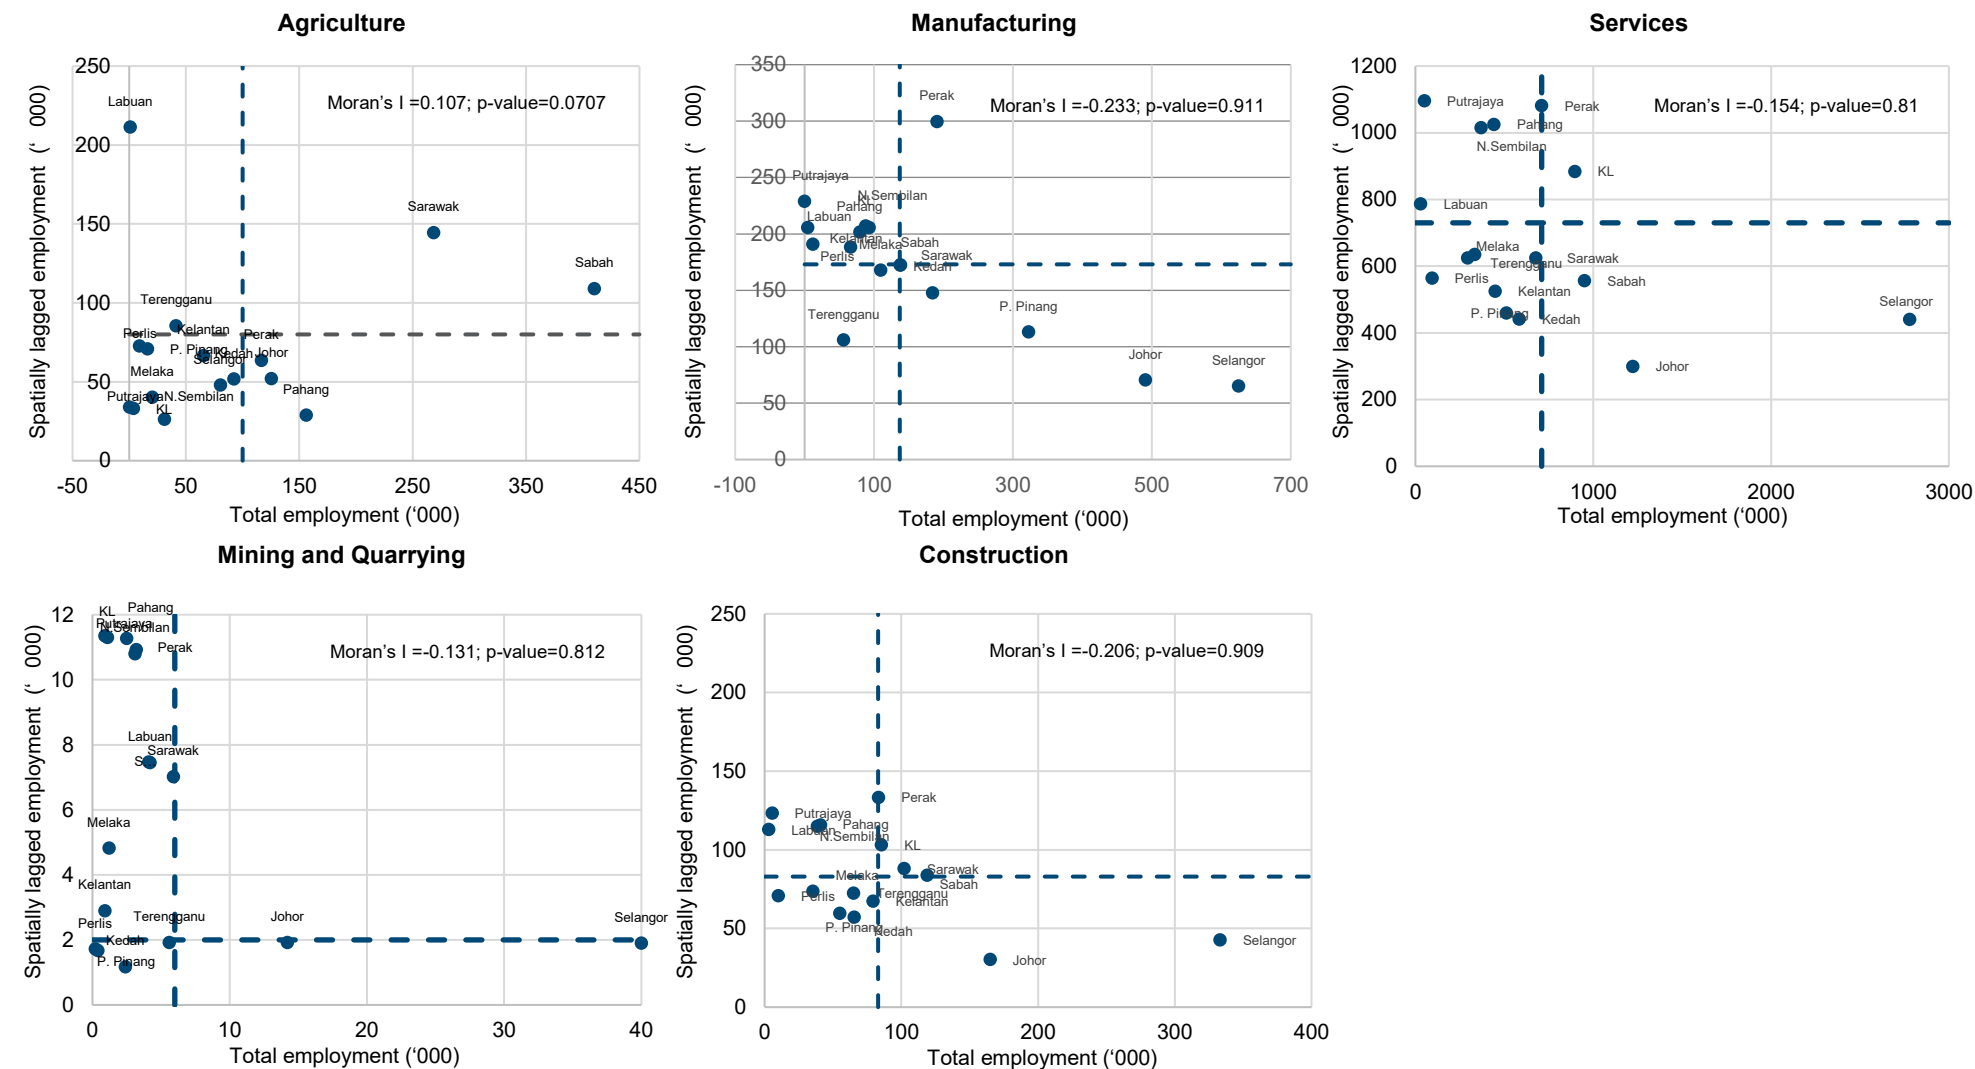 Agriculture
Spatially lagged employment (‘ 000)
250
200
150
100
50
0
Moran’s I =0.107; p-value=0.0707
Labuan
Sarawak
Sabah
Terengganu
Perlis
Kelantan
Perak
P. Pinang
Kedah
Johor
Selangor
Melaka
Pahang
Putrajaya
N.Sembilan
KL
-50
50
150
250
350
450
Total employment (‘000)
Manufacturing
Spatially lagged employment (‘ 000)
350
300
250
200
150
100
50
0
Perak
Moran’s I =-0.233; p-value=0.911
Putrajaya
N.Sembilan
KL
Pahang
Labuan
Kelantan
Melaka
Sabah
Perlis
Sarawak
Kedah
Terengganu
P. Pinang
Johor
Selangor
-100
100
300
500
700
Total employment (‘000)
Services
Spatially lagged employment (‘ 000)
1200
1000
800
600
400
200
0
Putrajaya
Perak
Moran’s I =-0.154; p-value=0.81
Pahang
N.Sembilan
KL
Labuan
Melaka
Terengganu
Sarawak
Perlis
Kelantan
Sabah
P. Pinang
Kedah
Selangor
Johor
0
1000
2000
3000
Total employment (‘000)
Mining and Quarrying
Spatially lagged employment (‘ 000)
12
10
8
6
4
2
0
KL
Pahang
Putrajaya
N.Sembilan
Perak
Moran’s I =-0.131; p-value=0.812
Labuan
Sarawak
S...
Melaka
Kelantan
Perlis
Terengganu
Johor
Selangor
Kedah
P. Pinang
0
10
20
30
40
Total employment (‘000)
Construction
Spatially lagged employment (‘ 000)
250
200
150
100
50
0
Moran’s I =-0.206; p-value=0.909
Perak
Putrajaya
Labuan
Pahang
N.Sembilan
KL
Melaka
Sarawak
Sabah
Perlis
Terengganu
Kelantan
P. Pinang
Kedah
Selangor
Johor
0
100
200
300
400
Total employment (‘000)